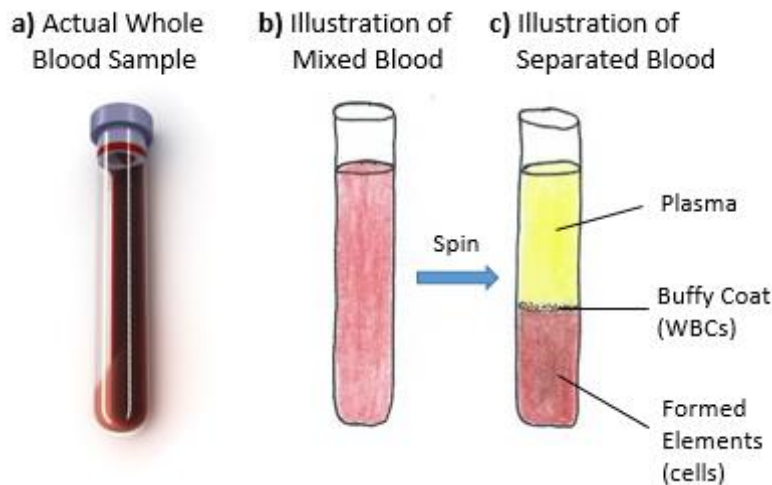 a) Actual Whole
Blood Sample
b) Illustration of
Mixed Blood
c) Illustration of
Separated Blood
Spin
Plasma
Buffy Coat
(WBCs)
Formed
Elements
(cells)